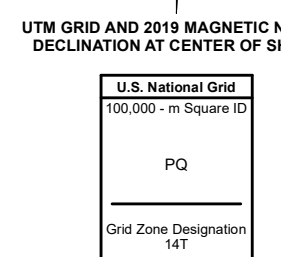 UTM GRID AND 2019 MAGNETIC N
DECLINATION AT CENTER OF
U.S. National Grid
100,000 - m Square ID
PQ
Grid Zone Designation
14T